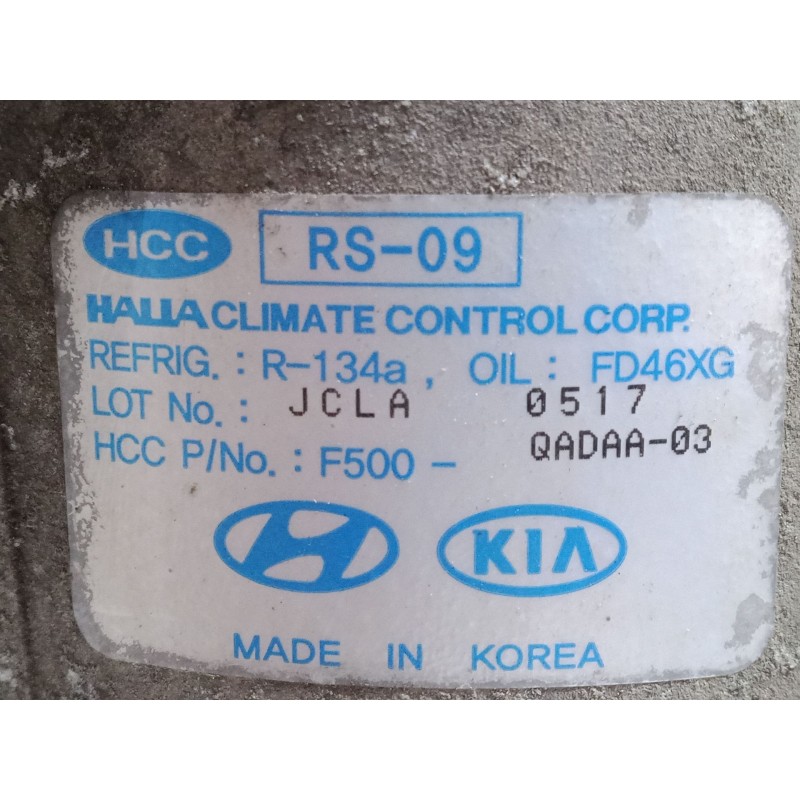 HCC RS-09
HALLA CLIMATE CONTROL CORP.
REFRIG. : R-134a , OIL : FD46XG
LOT No. : JCLA 0517
HCC P/No. : F500 - QADAA-03
KIA
MADE IN KOREA